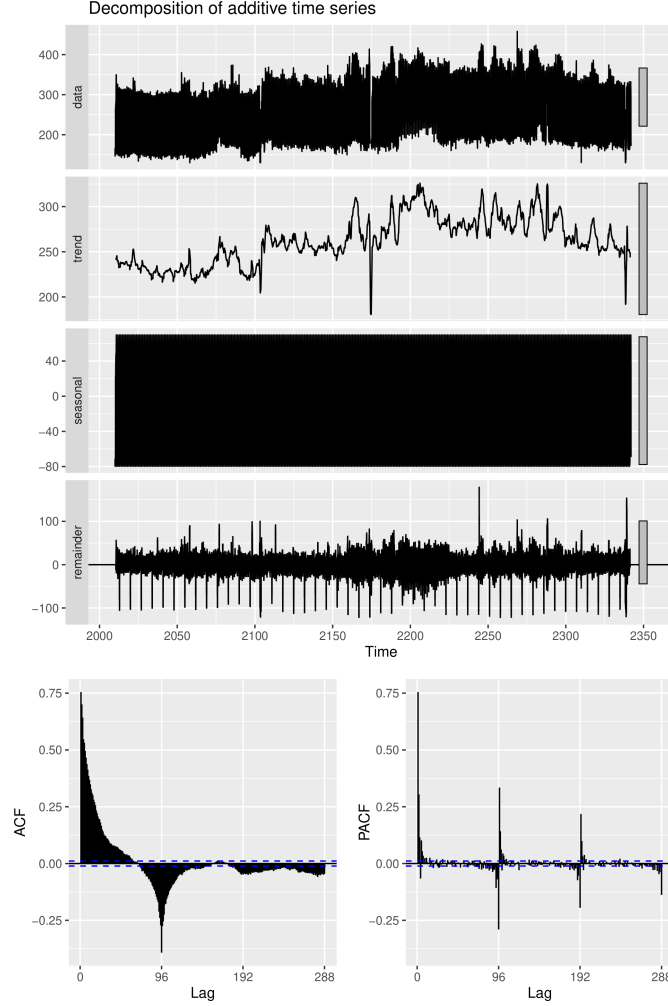 Decomposition of additive time series
400
300
200
data
300
250
200
trend
40
0
−40
−80
seasonal
100
0
−100
remainder
2000 2050 2100 2150 2200 2250 2300 2350
Time
0.75
0.50
0.25
0.00
−0.25
ACF
0 96 192 288
Lag
0.75
0.50
0.25
0.00
−0.25
PACF
0 96 192 288
Lag